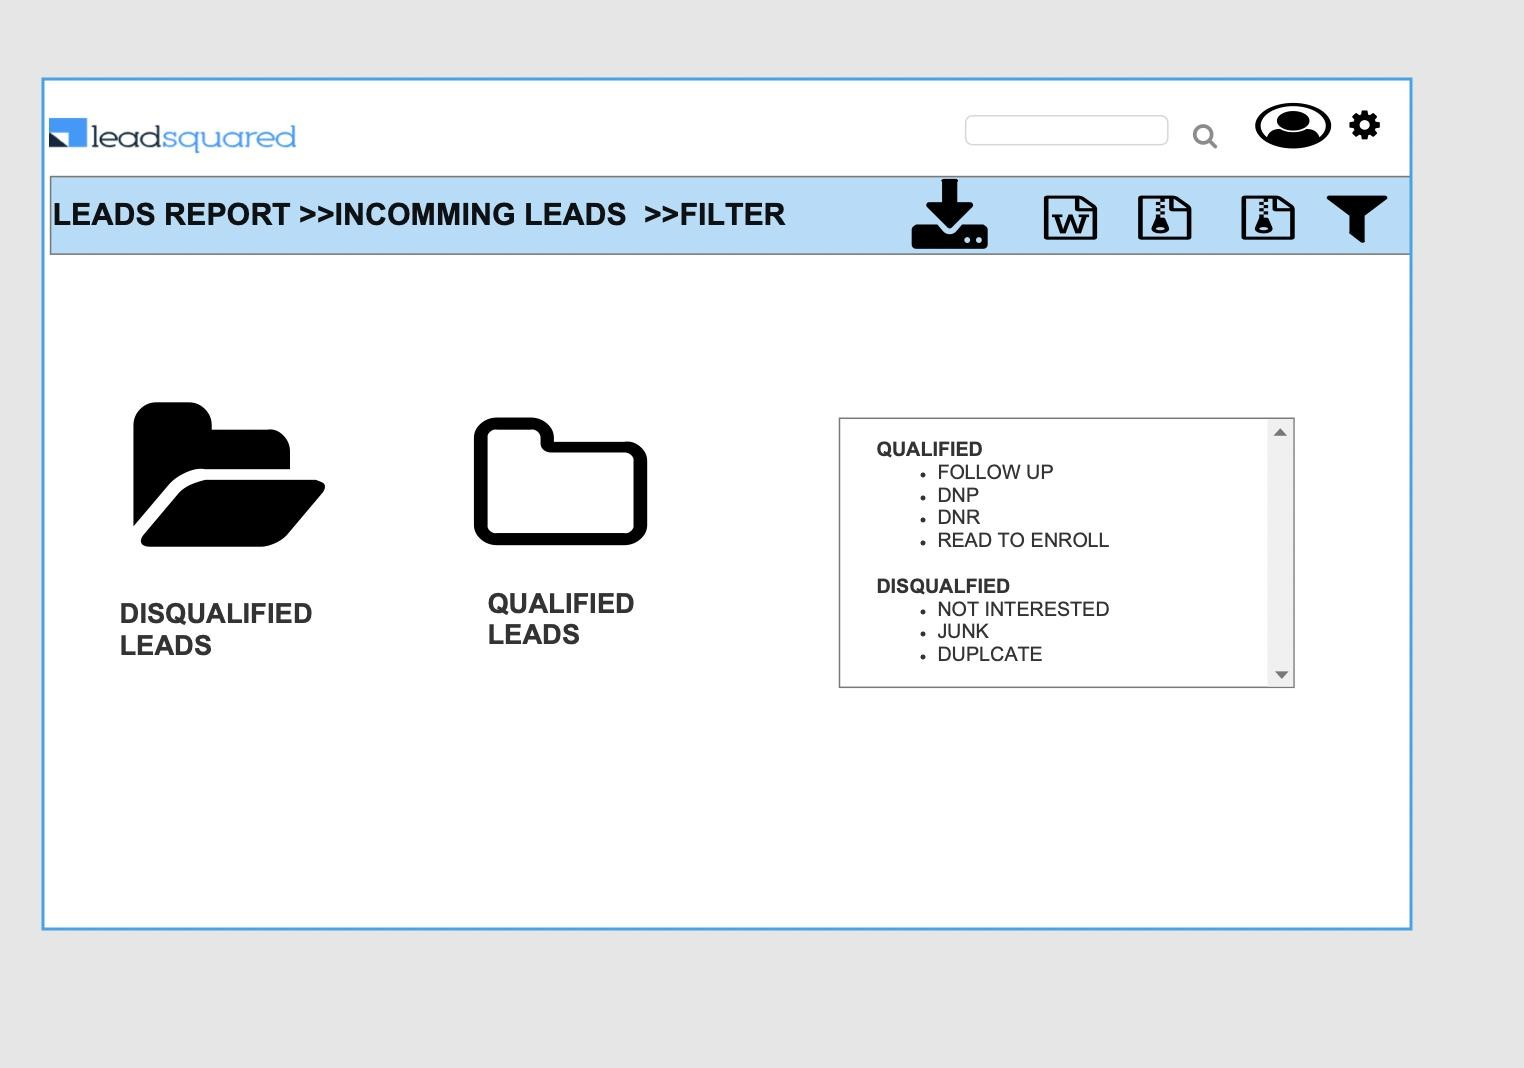 leadsquared
LEADS REPORT >>INCOMMING LEADS >>FILTER
W
DISQUALIFIED
LEADS
QUALIFIED
LEADS
QUALIFIED
• FOLLOW UP
• DNP
• DNR
• READ TO ENROLL
DISQUALFIED
• NOT INTERESTED
• JUNK
• DUPLCATE